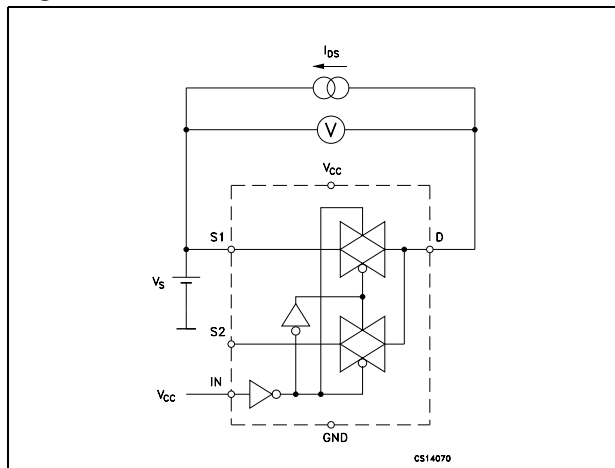 I_DS
V
V_CC
S1
D
V_S
S2
V_CC
IN
GND
CS14070